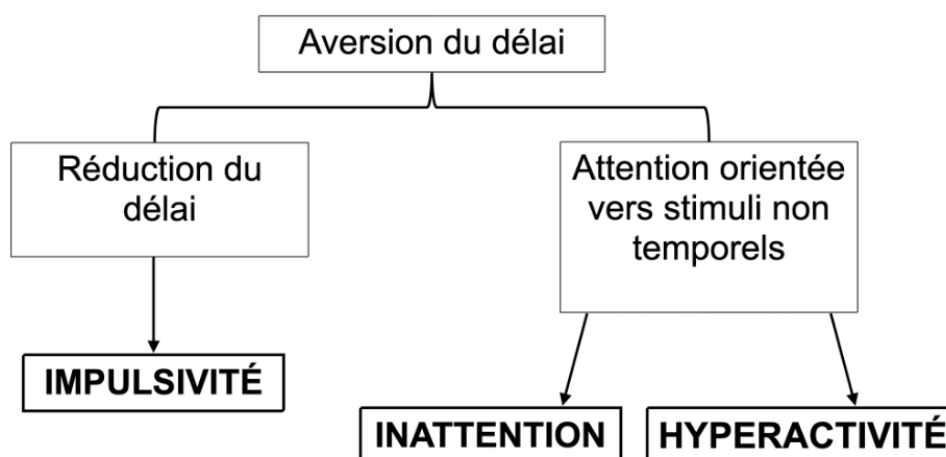 Aversion du délai
Réduction du
délai
Attention orientée
vers stimuli non
temporels
IMPULSIVITÉ
INATTENTION
HYPERACTIVITÉ